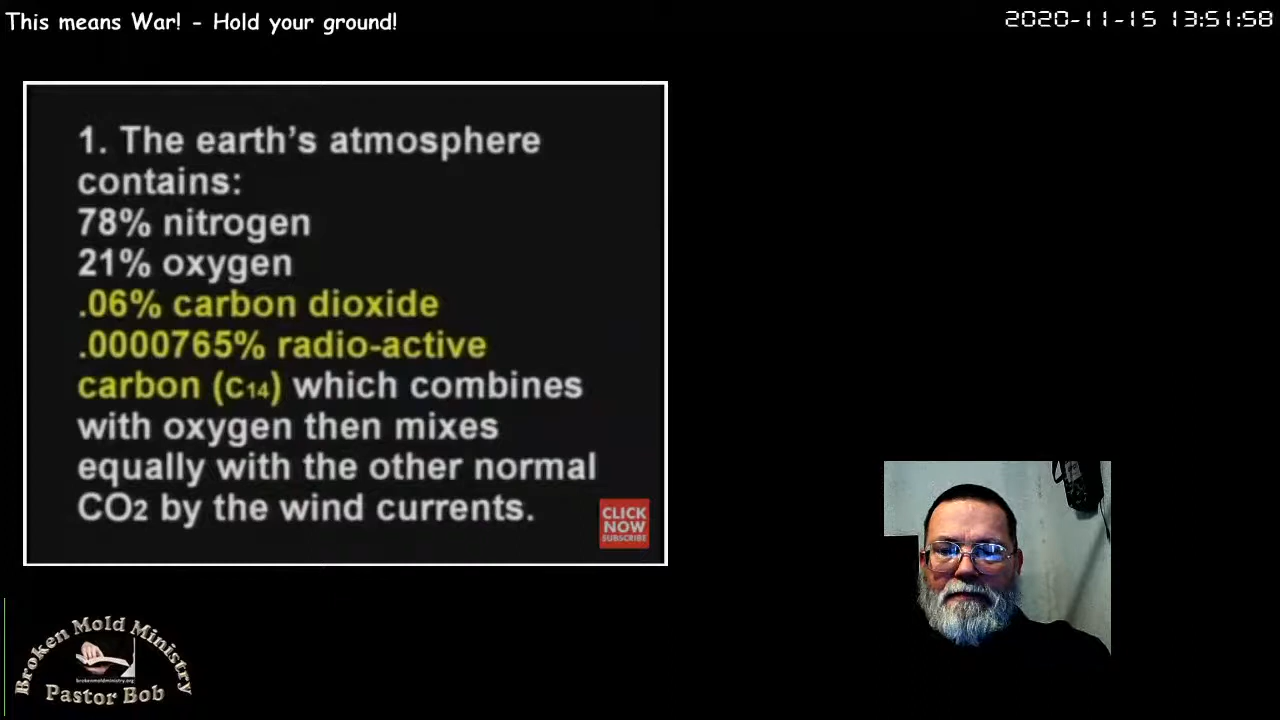 This means War! - Hold your ground!
2020-11-15 13:51:58
1. The earth's atmosphere
contains:
78% nitrogen
21% oxygen
.06% carbon dioxide
.0000765% radio-active
carbon (c14) which combines
with oxygen then mixes
equally with the other normal
CO2 by the wind currents.
CLICK
NOW
SUBSCRIBE
Broken Mold Ministry
brokenmoldministry.org
Pastor Bob